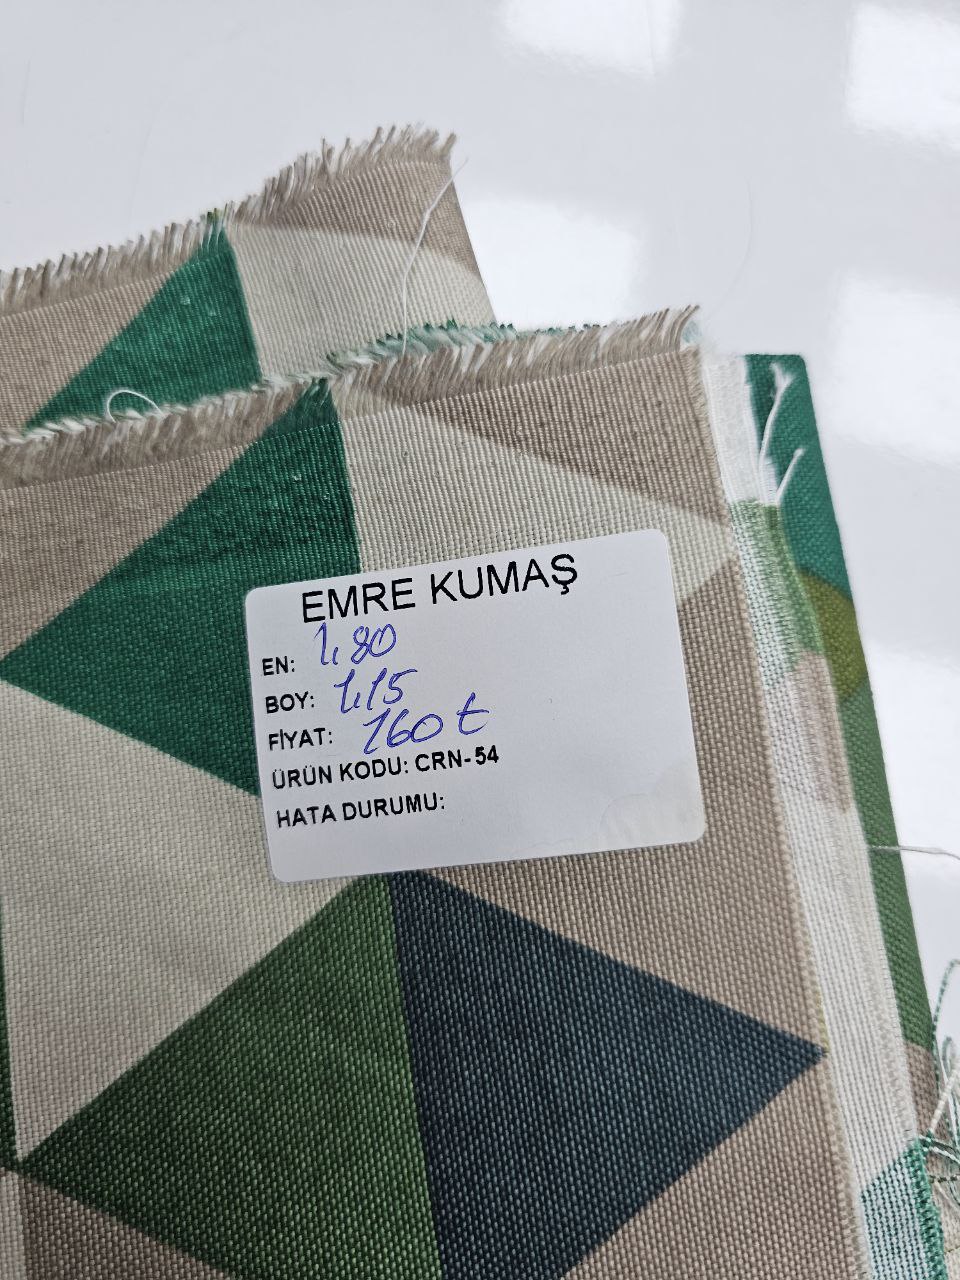 EMRE KUMAŞ
EN: 1,80
BOY: 1,15
FİYAT: 160 t
ÜRÜN KODU: CRN-54
HATA DURUMU: